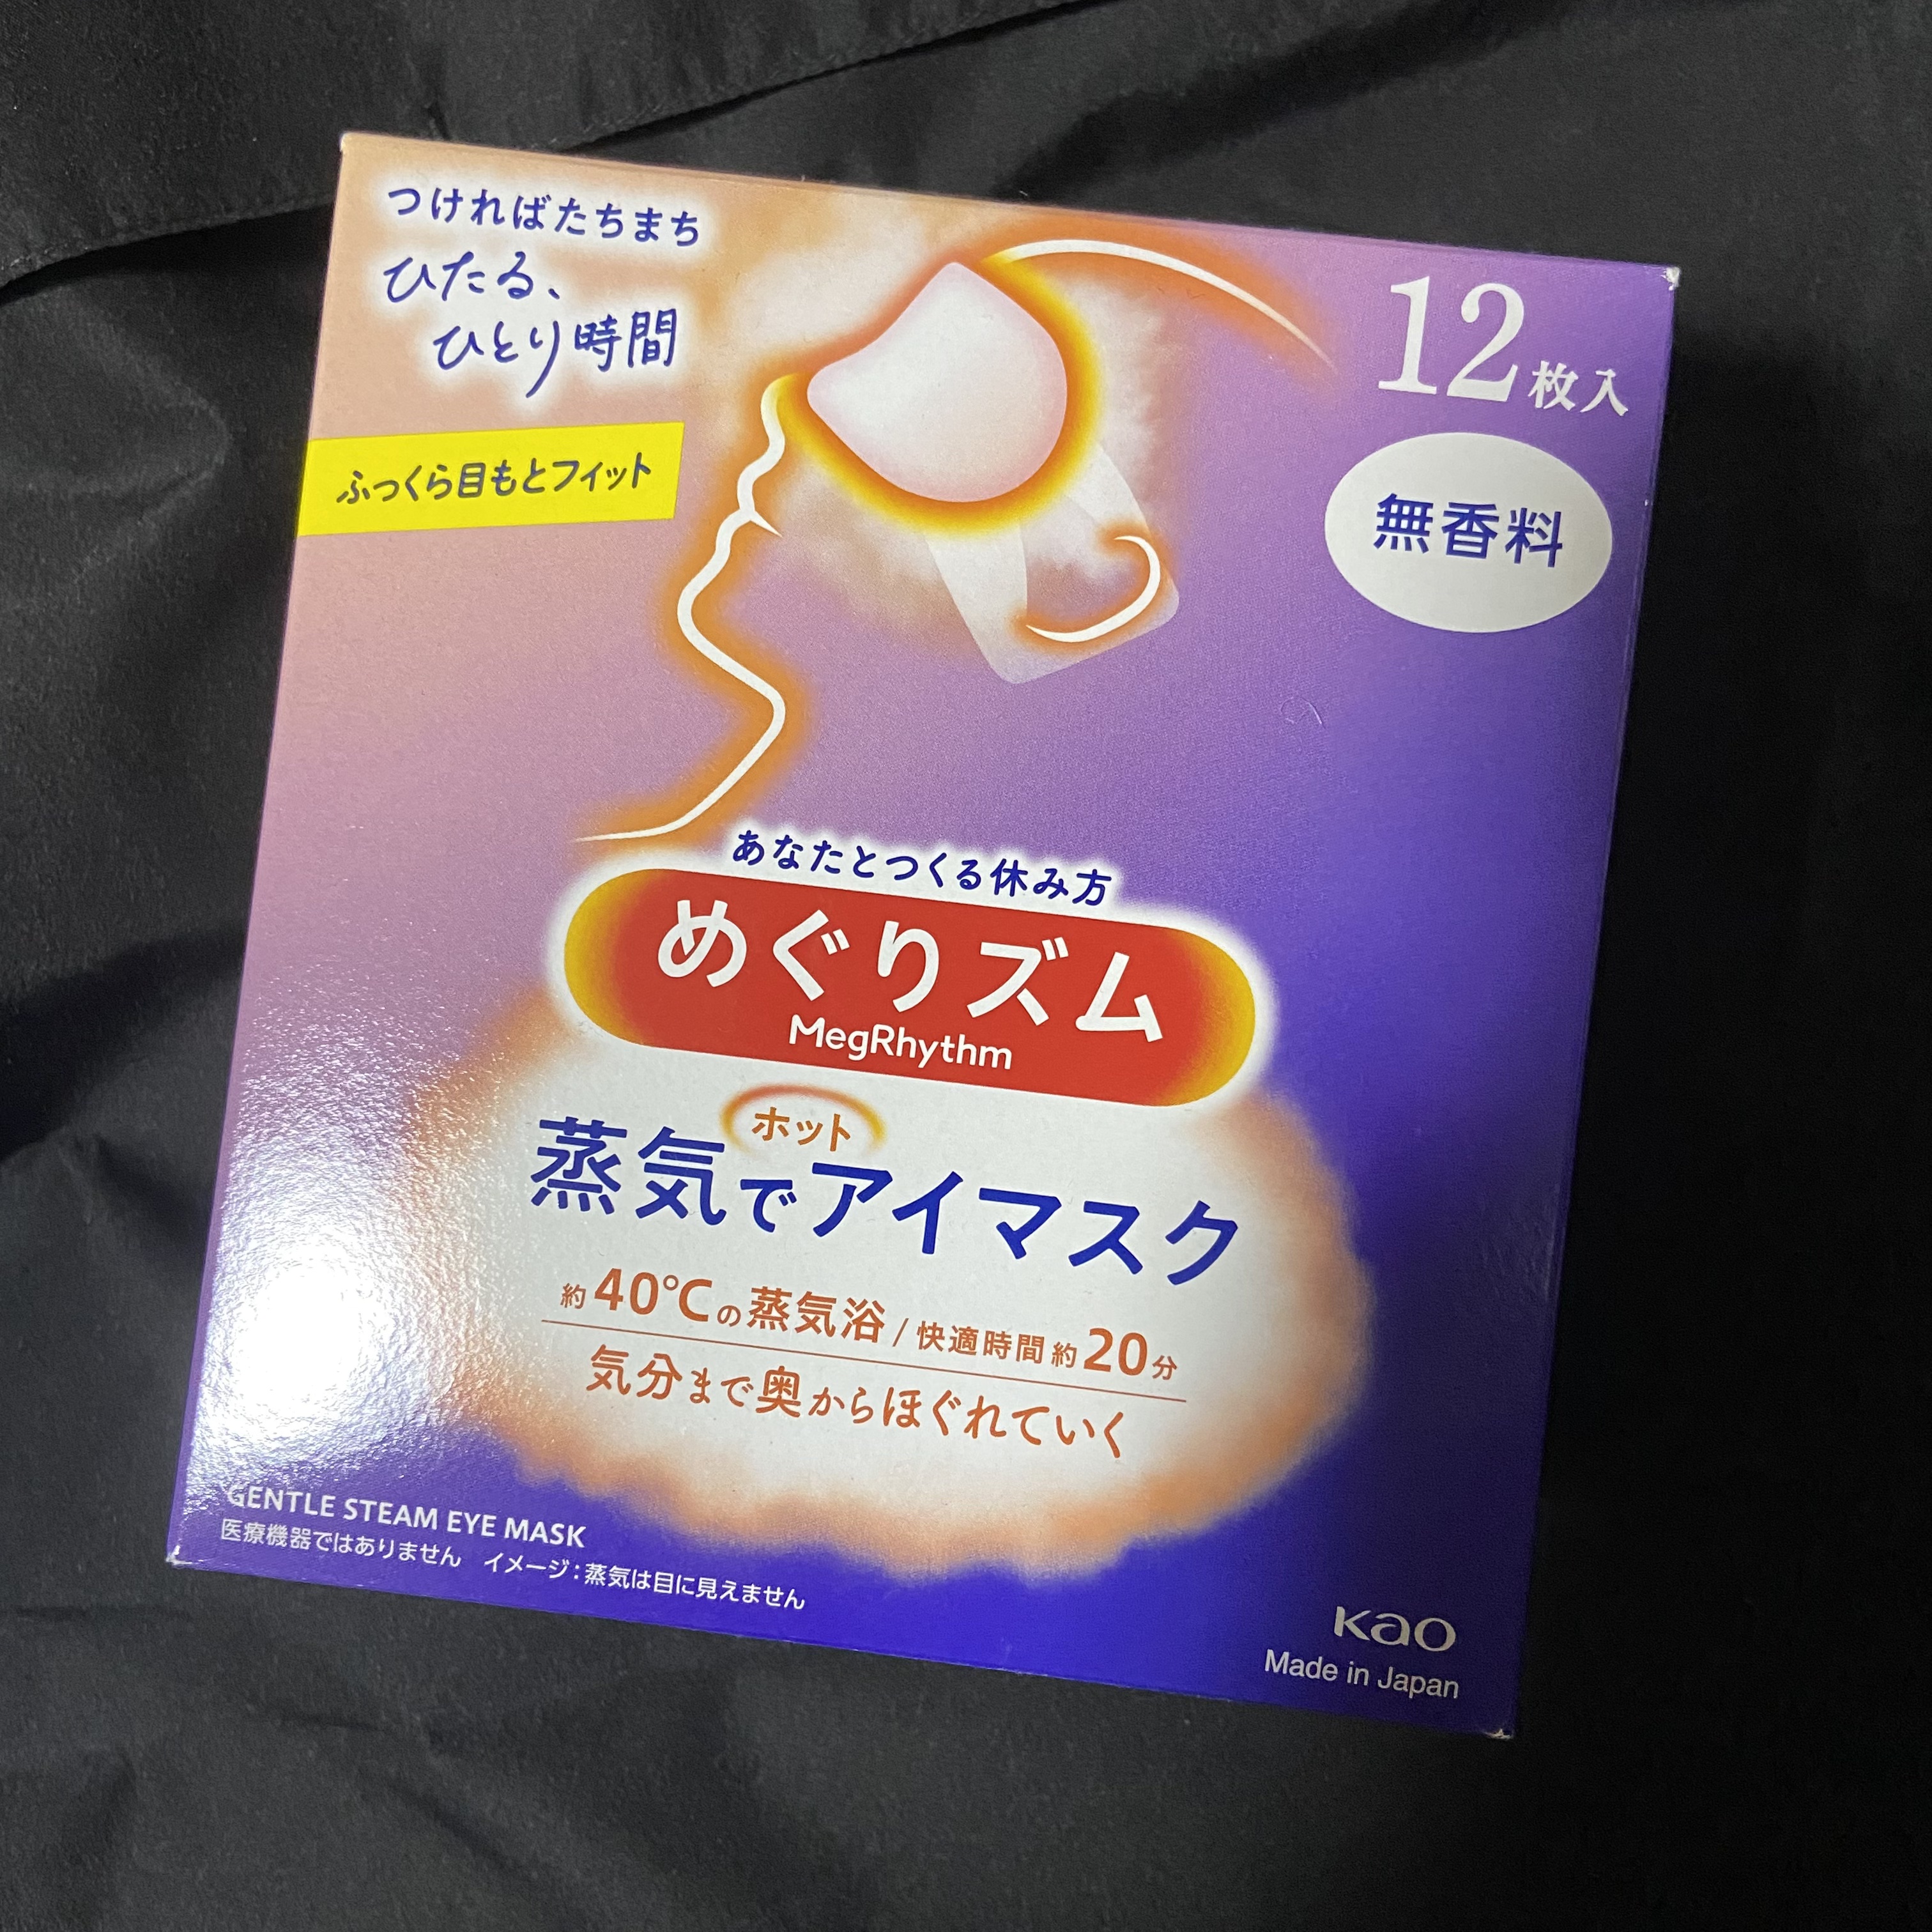 つければたちまち
ひたる、
ひとり時間
ふっくら目もとフィット
12枚入
無香料
あなたとつくる休み方
めぐりズム
MegRhythm
ホット
蒸気でアイマスク
約40℃の蒸気浴/快適時間約20分
気分まで奥からほぐれていく
GENTLE STEAM EYE MASK
医療機器ではありません イメージ:蒸気は目に見えません
Kao
Made in Japan